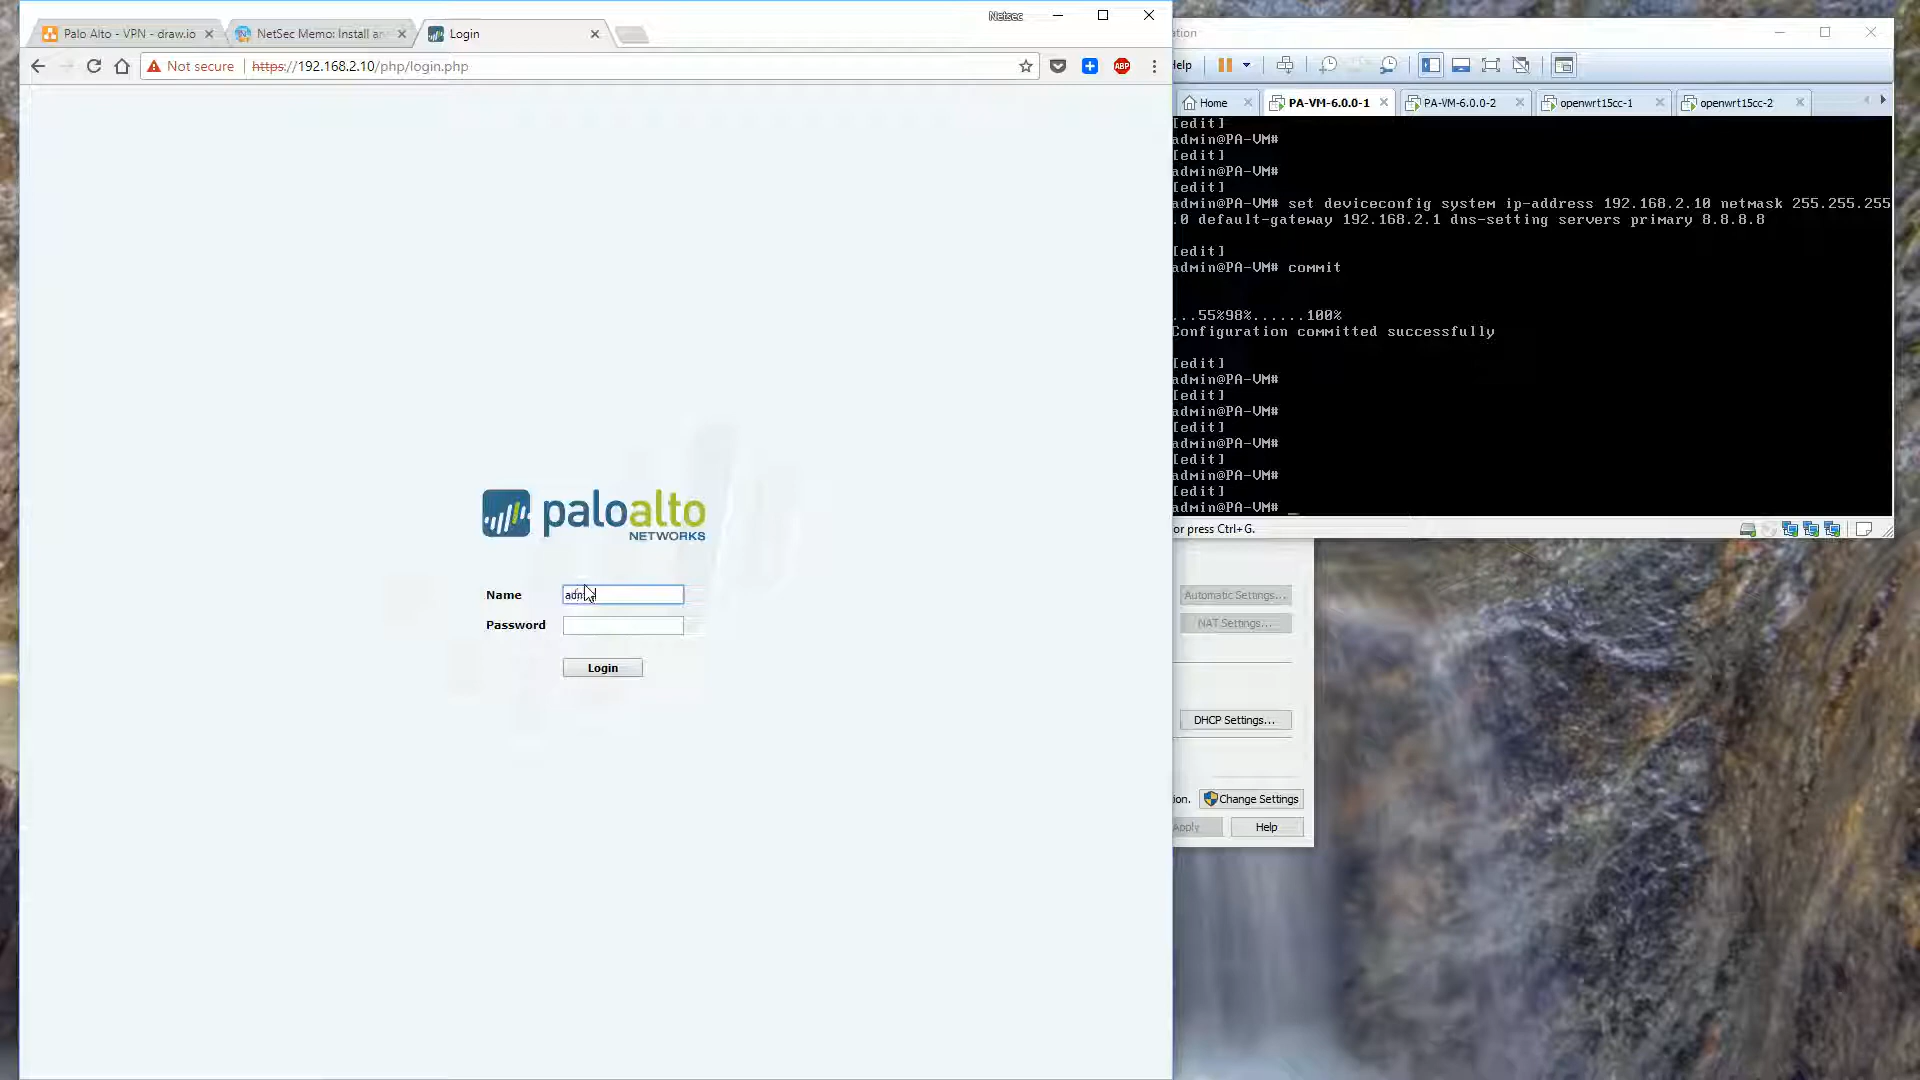 Netsec
Palo Alto - VPN - draw.io
NetSec Memo: Install an
Login
Not secure
https://192.168.2.10/php/login.php
ABP
paloalto
NETWORKS
Name
Password
Login
ation
Help
Home
PA-VM-6.0.0-1
PA-VM-6.0.0-2
openwrt15cc-1
openwrt15cc-2
[edit]
admin@PA-VM#
[edit]
admin@PA-VM#
[edit]
admin@PA-VM# set deviceconfig system ip-address 192.168.2.10 netmask 255.255.255
.0 default-gateway 192.168.2.1 dns-setting servers primary 8.8.8.8
[edit]
admin@PA-VM# commit
...55%98%......100%
Configuration committed successfully
[edit]
admin@PA-VM#
[edit]
admin@PA-VM#
[edit]
admin@PA-VM#
[edit]
admin@PA-VM#
[edit]
admin@PA-VM# _
or press Ctrl+G.
Automatic Settings...
NAT Settings...
DHCP Settings...
ion.
Change Settings
Apply
Help